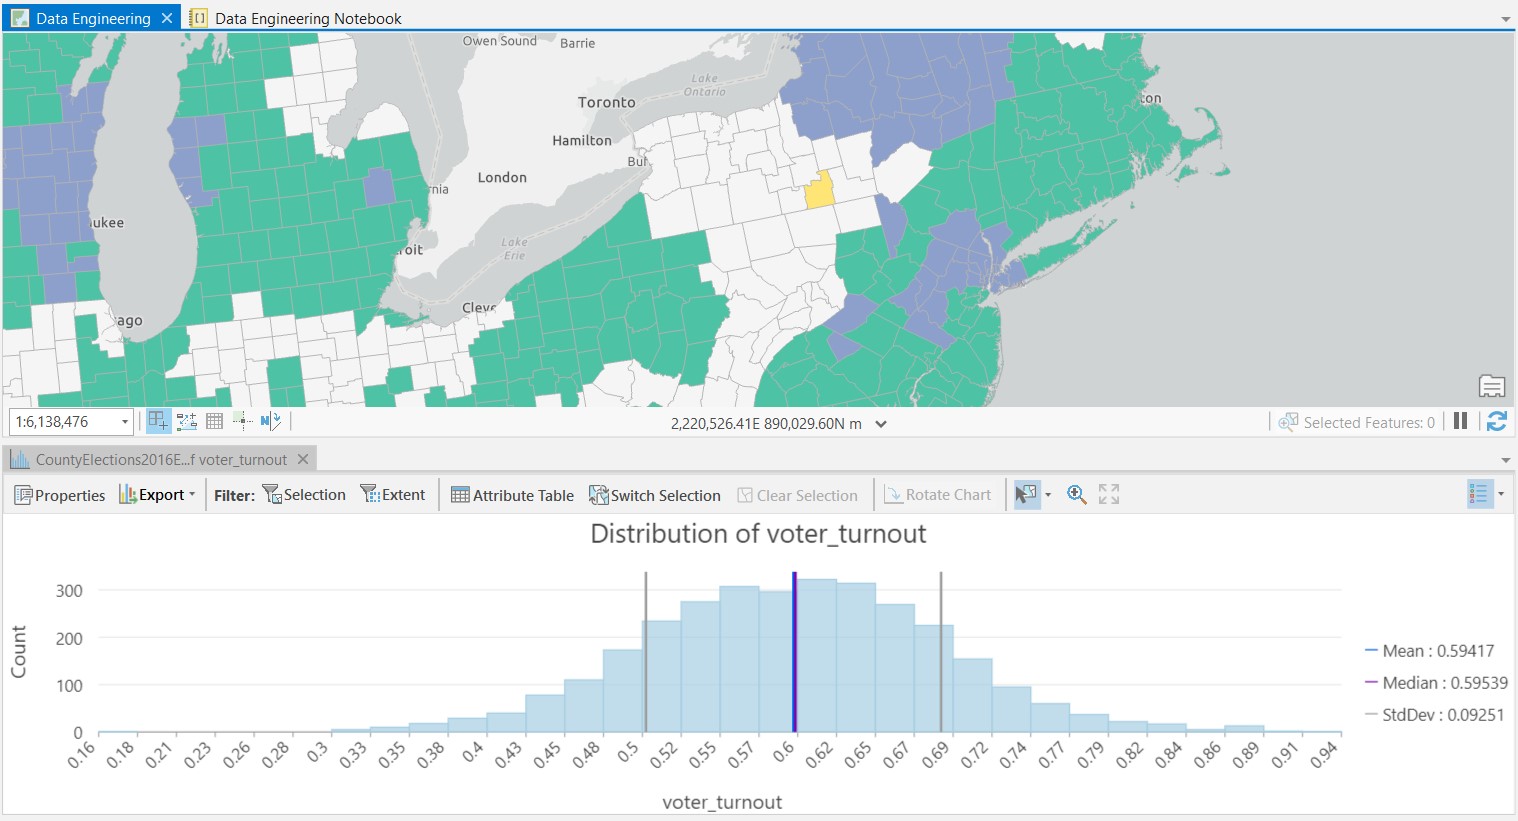 Data Engineering
Data Engineering Notebook
Owen Sound
Barrie
Lake
Ontario
Toronto
ton
Hamilton
Buf
London
nia
ukee
roit
Lake
Erie
Cleve
ago
1:6,138,476
2,220,526.41E 890,029.60N m
Selected Features: 0
CountyElections2016E...f voter_turnout
Properties Export Filter: Selection Extent Attribute Table Switch Selection Clear Selection Rotate Chart
Distribution of voter_turnout
Count
300
200
100
0
0.16 0.18 0.21 0.23 0.26 0.28 0.3 0.33 0.35 0.38 0.4 0.43 0.45 0.48 0.5 0.52 0.55 0.57 0.6 0.62 0.65 0.67 0.69 0.72 0.74 0.77 0.79 0.82 0.84 0.86 0.89 0.91 0.94
voter_turnout
Mean : 0.59417
Median : 0.59539
StdDev : 0.09251